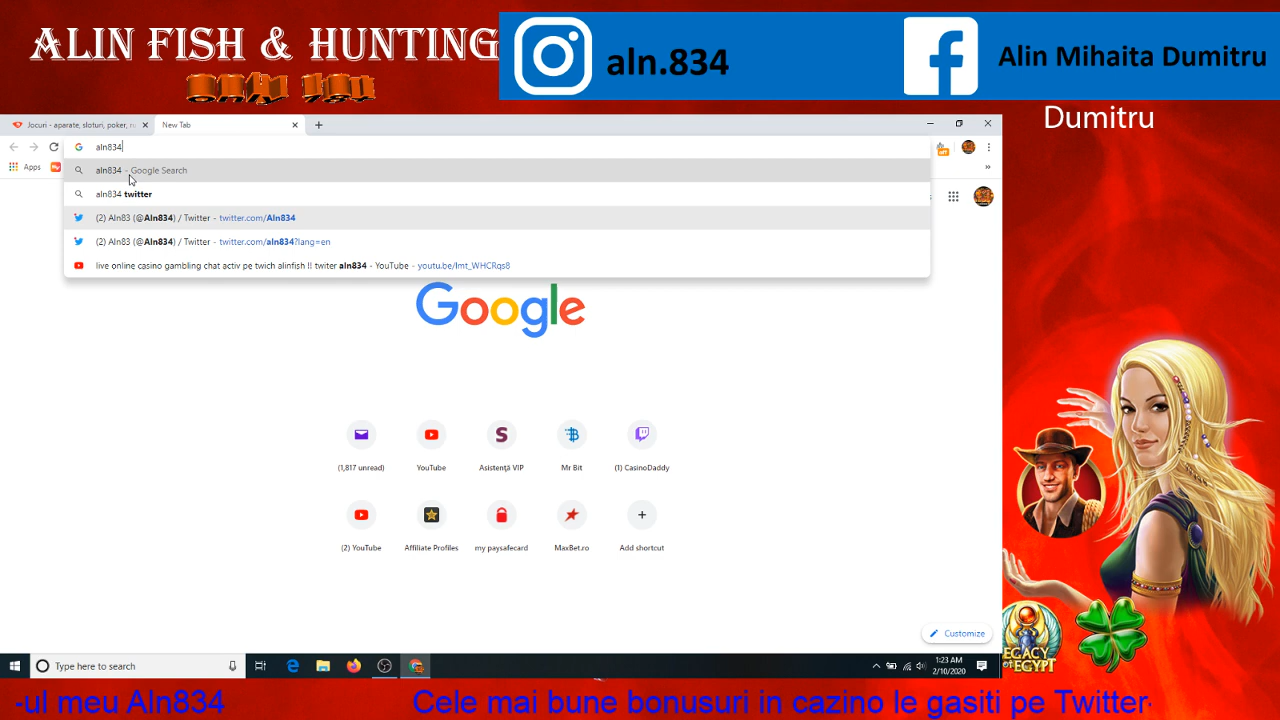 ALIN FISH & HUNTING
aln.834
Alin Mihaita Dumitru
Dumitru
Jocuri - aparate, sloturi, poker, ru
New Tab
aln834
Apps
aln834 - Google Search
aln834 twitter
(2) Aln83 (@Aln834) / Twitter - twitter.com/Aln834
(2) Aln83 (@Aln834) / Twitter - twitter.com/aln834?lang=en
live online casino gambling chat activ pe twich alinfish !! twiter aln834 - YouTube - youtu.be/lmt_WHCRqs8
Google
(1,817 unread)
YouTube
Asistență VIP
Mr Bit
(1) CasinoDaddy
(2) YouTube
Affiliate Profiles
my paysafecard
MaxBet.ro
Add shortcut
Customize
LEGACY
OF EGYPT
Type here to search
1:23 AM
2/10/2020
-ul meu Aln834 Cele mai bune bonusuri in cazino le gasiti pe Twitter-